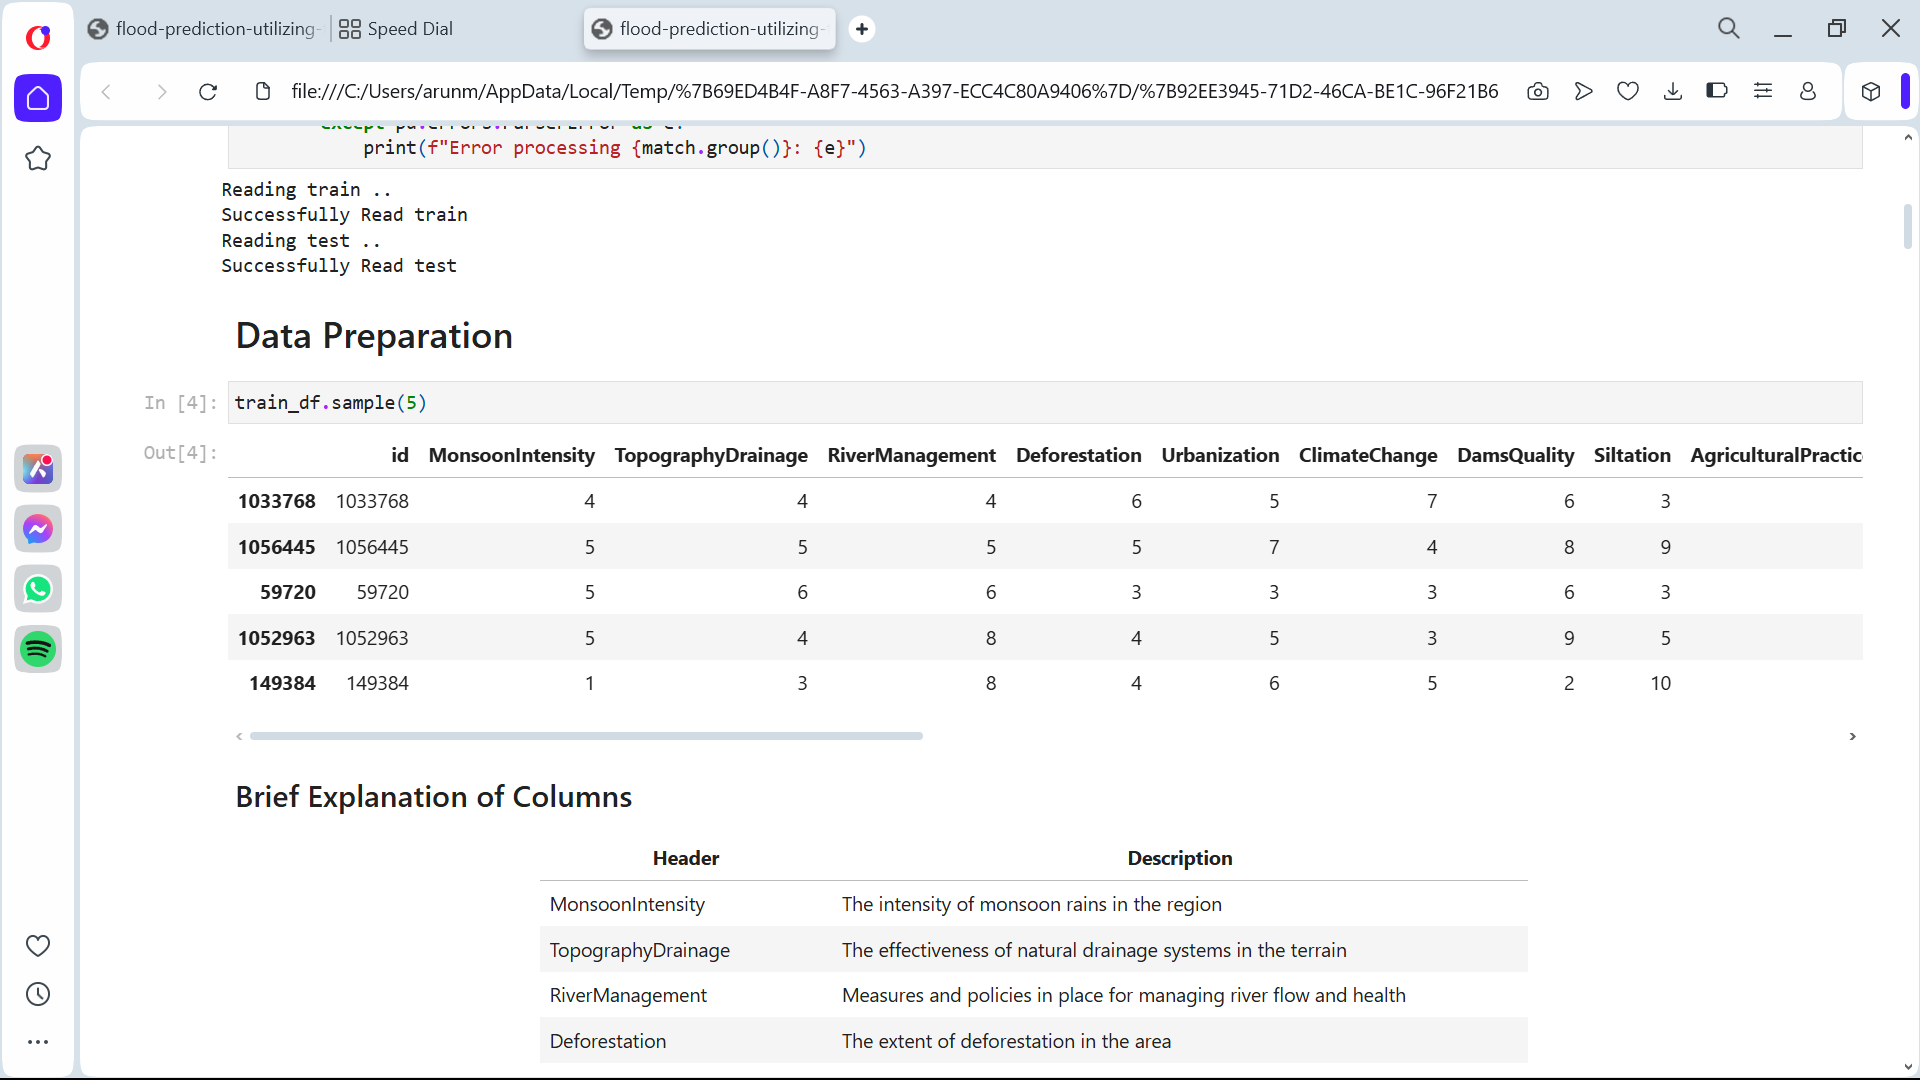 flood-prediction-utilizing-
Speed Dial
flood-prediction-utilizing-
file:///C:/Users/arunm/AppData/Local/Temp/%7B69ED4B4F-A8F7-4563-A397-ECC4C80A9406%7D/%7B92EE3945-71D2-46CA-BE1C-96F21B6
except pd.errors.ParserError as e:
print(f"Error processing {match.group()}: {e}")
Reading train ..
Successfully Read train
Reading test ..
Successfully Read test
Data Preparation
In [4]: train_df.sample(5)
Out[4]:
id MonsoonIntensity TopographyDrainage RiverManagement Deforestation Urbanization ClimateChange DamsQuality Siltation AgriculturalPractic
1033768 1033768 4 4 4 6 5 7 6 3
1056445 1056445 5 5 5 5 7 4 8 9
59720 59720 5 6 6 3 3 3 6 3
1052963 1052963 5 4 8 4 5 3 9 5
149384 149384 1 3 8 4 6 5 2 10
Brief Explanation of Columns
Header Description
MonsoonIntensity The intensity of monsoon rains in the region
TopographyDrainage The effectiveness of natural drainage systems in the terrain
RiverManagement Measures and policies in place for managing river flow and health
Deforestation The extent of deforestation in the area